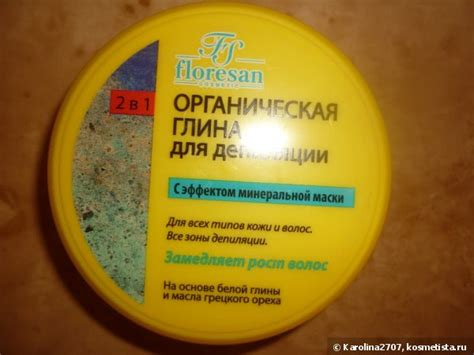 FS
floresan
COSMETIC
2 в 1
ОРГАНИЧЕСКАЯ
ГЛИНА
для депиляции
С эффектом минеральной маски
Для всех типов кожи и волос.
Все зоны депиляции.
Замедляет рост волос
На основе белой глины
и масла грецкого ореха
© Karolina2707, kosmetista.ru